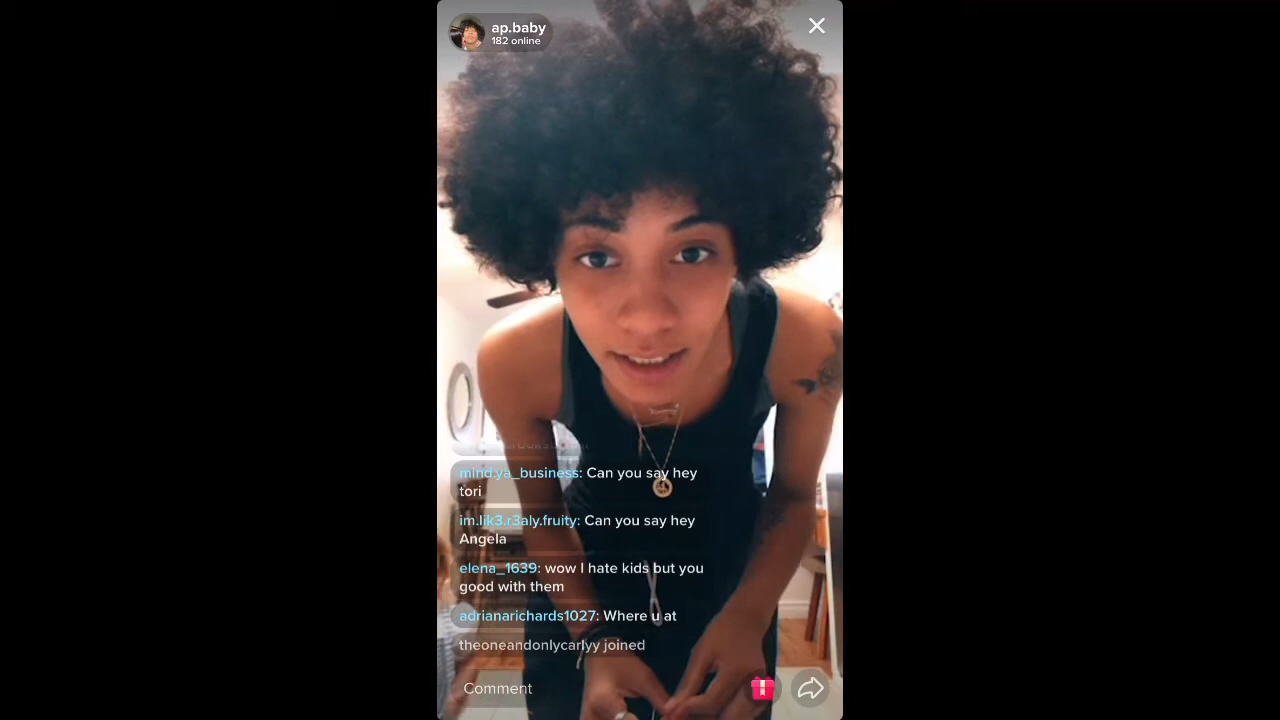 ap.baby
182 online
mind.ya_business: Can you say hey
tori
im.lik3.r3aly.fruity: Can you say hey
Angela
elena_1639: wow I hate kids but you
good with them
adrianarichards1027: Where u at
theoneandonlycarlyy joined
Comment